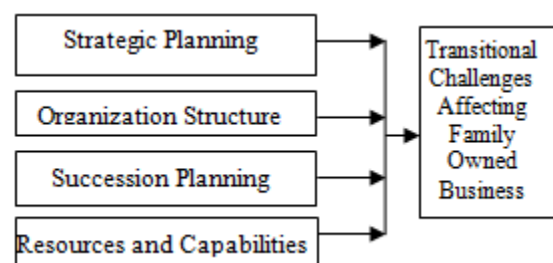 Strategic Planning
Organization Structure
Succession Planning
Resources and Capabilities
Transitional
Challenges
Affecting
Family
Owned
Business